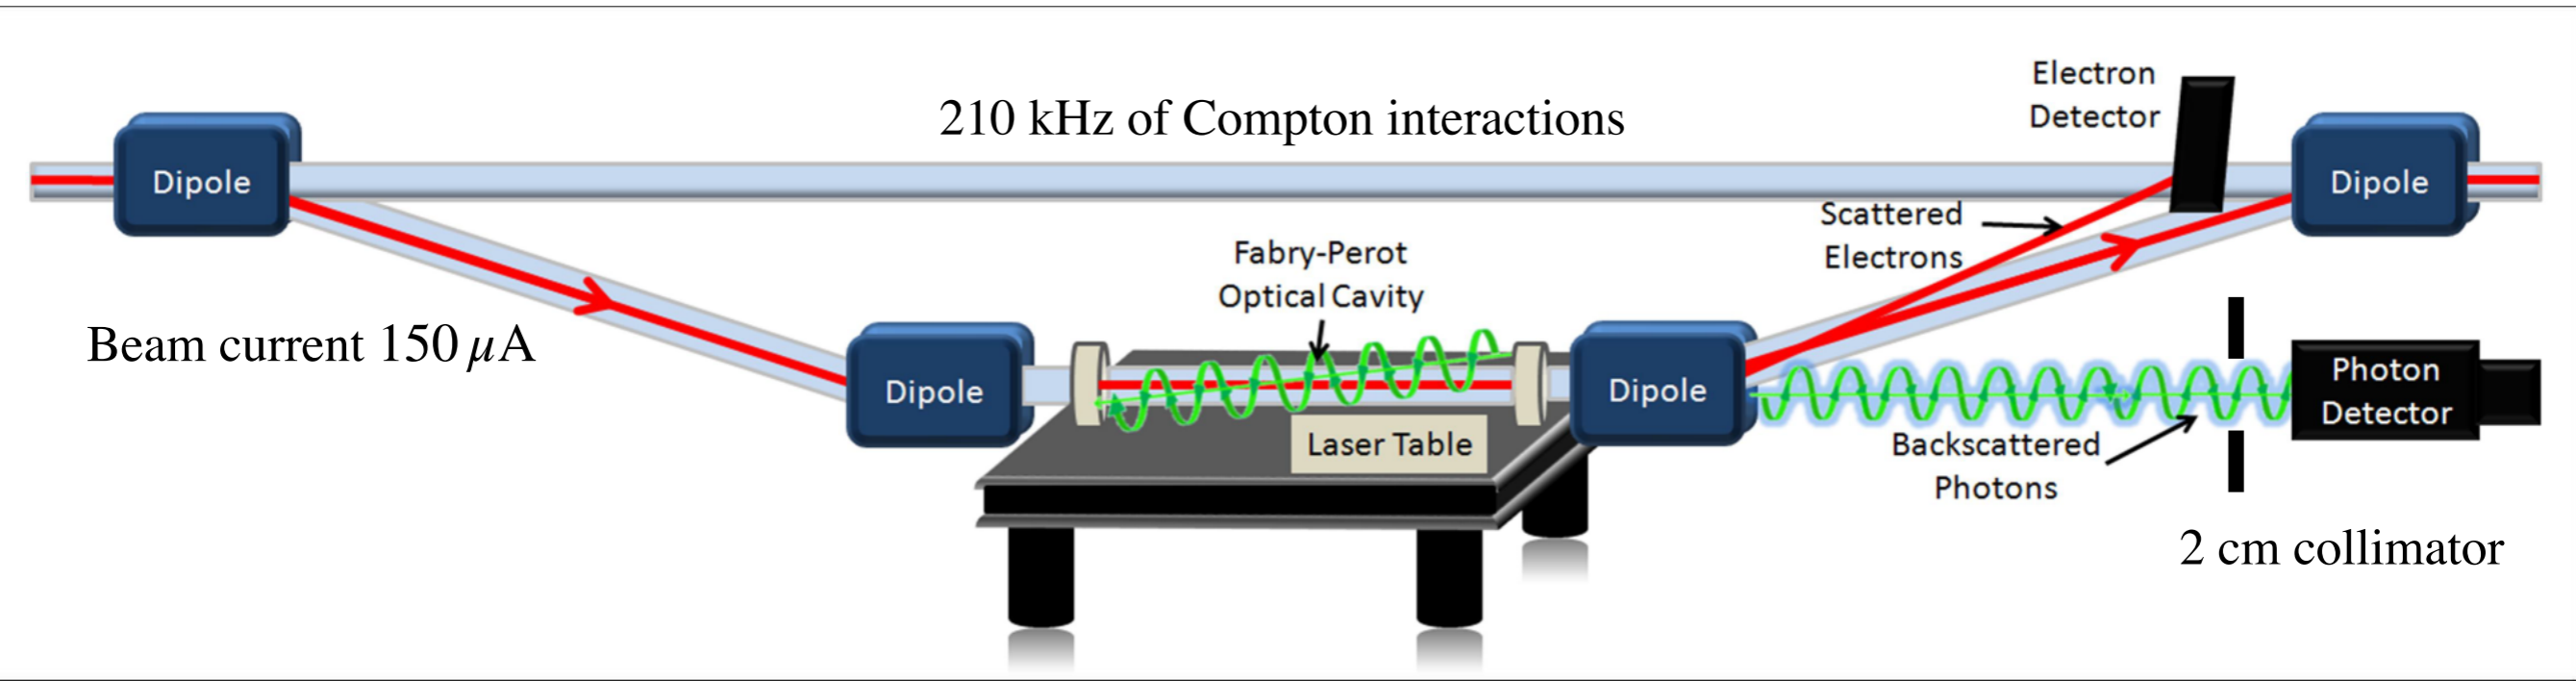 Electron
Detector
210 kHz of Compton interactions
Dipole
Dipole
Scattered
Electrons
Fabry-Perot
Optical Cavity
Beam current 150 μA
Dipole
Dipole
Photon
Detector
Laser Table
Backscattered
Photons
2 cm collimator